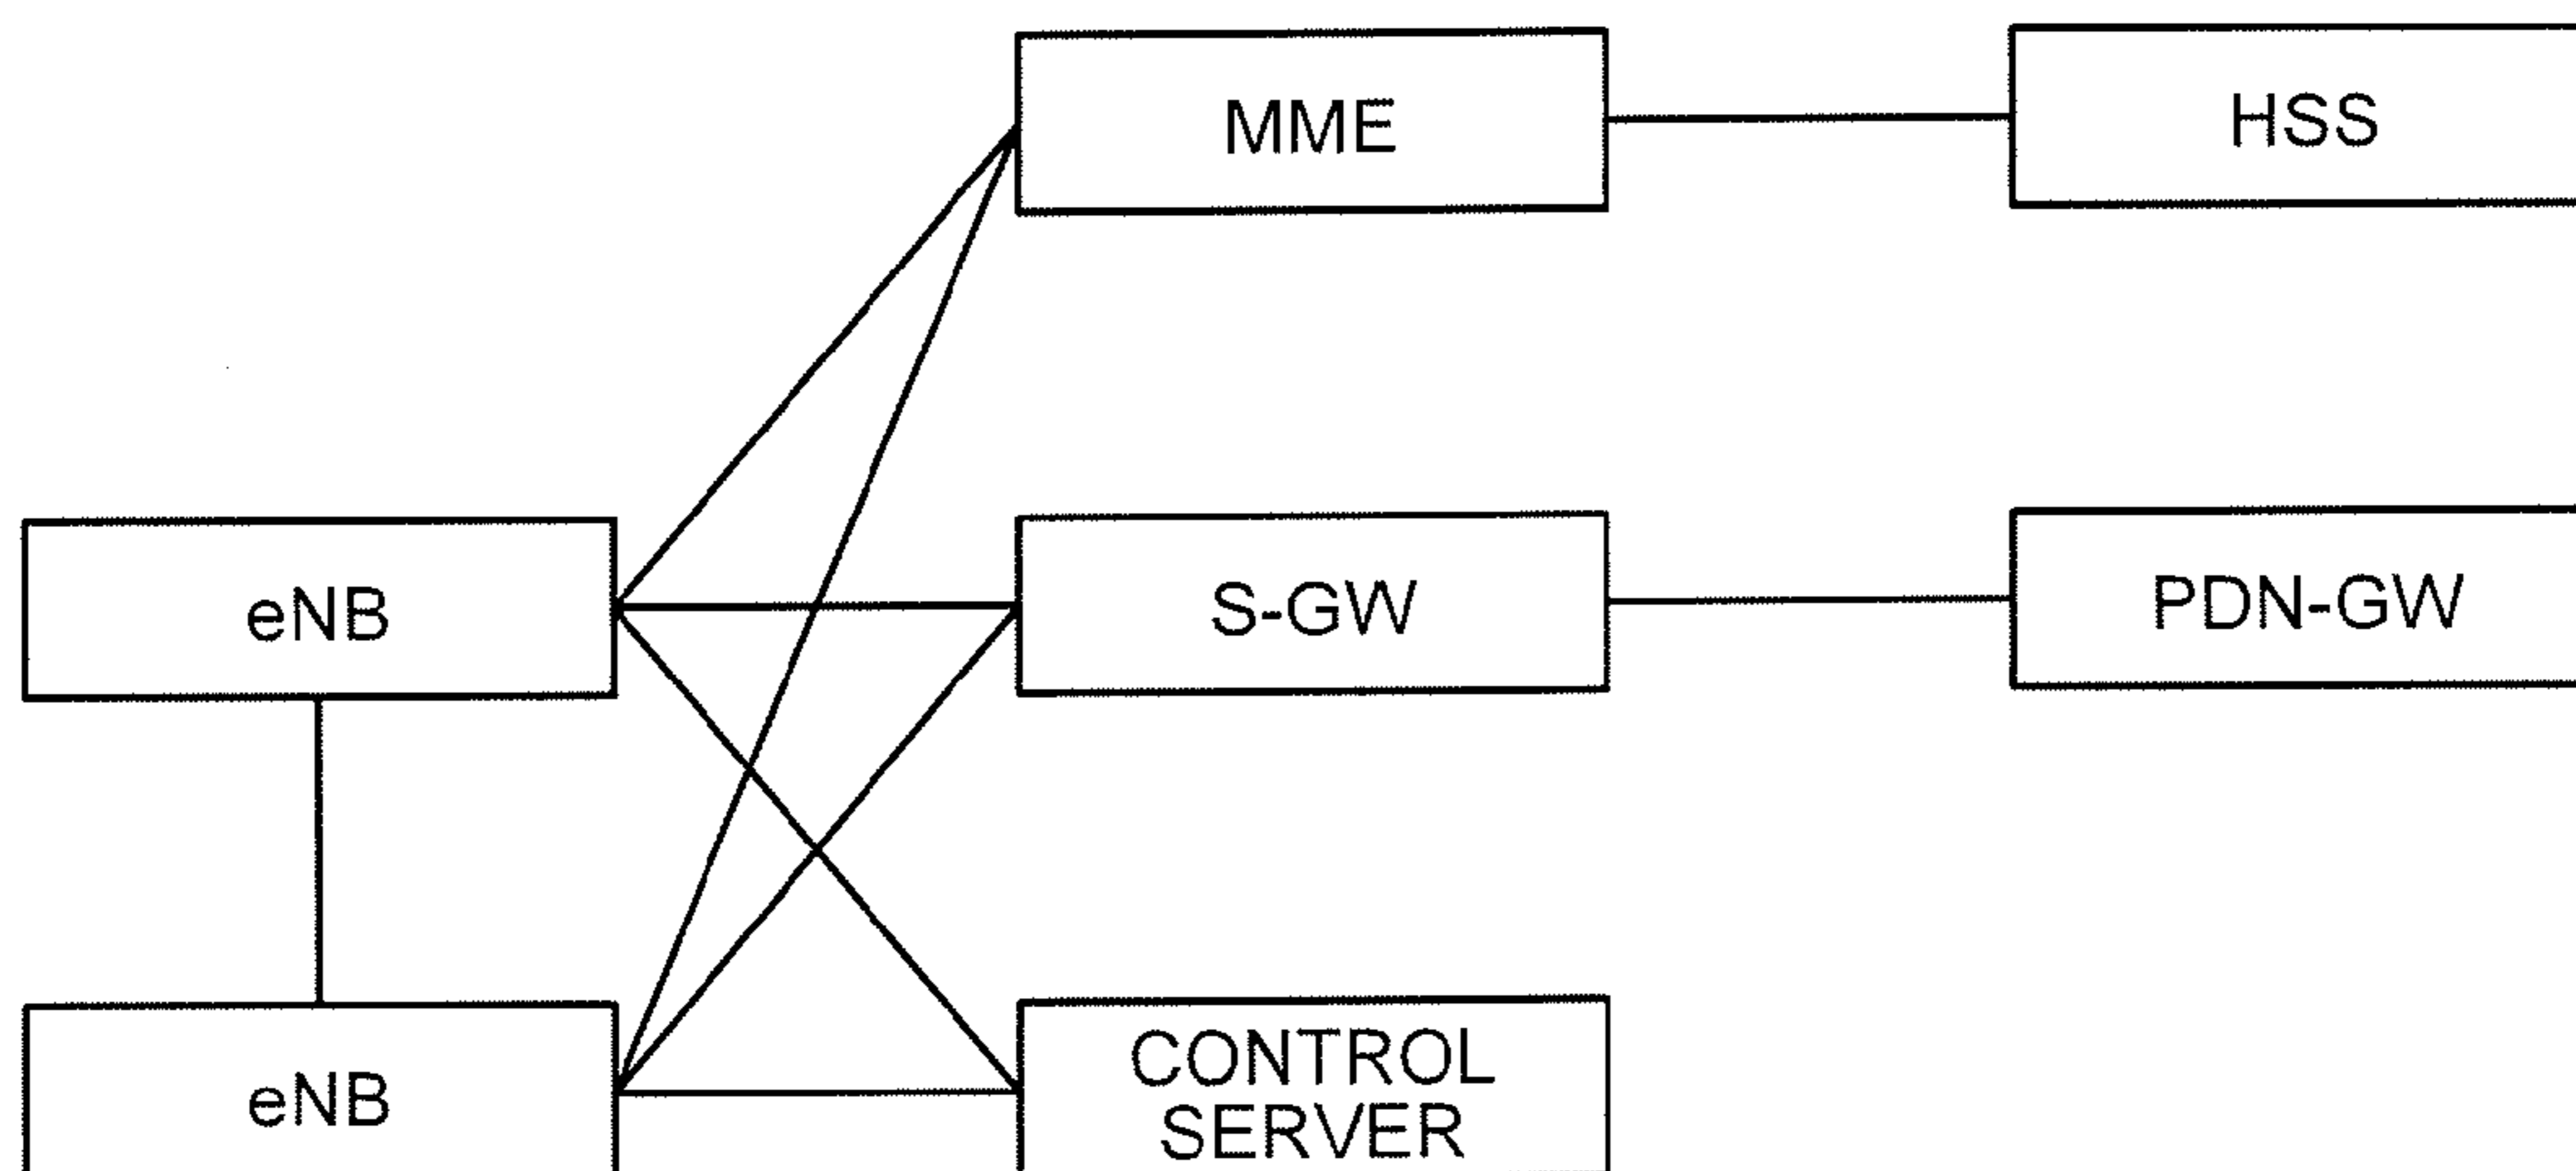 MME
HSS
eNB
S-GW
PDN-GW
eNB
CONTROL
SERVER